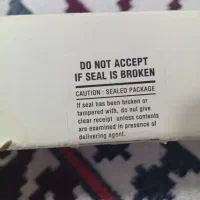 DO NOT ACCEPT
IF SEAL IS BROKEN
CAUTION : SEALED PACKAGE
If seal has been broken or
tampered with, do not give
clear receipt unless contents
are examined in presence of
delivering agent.